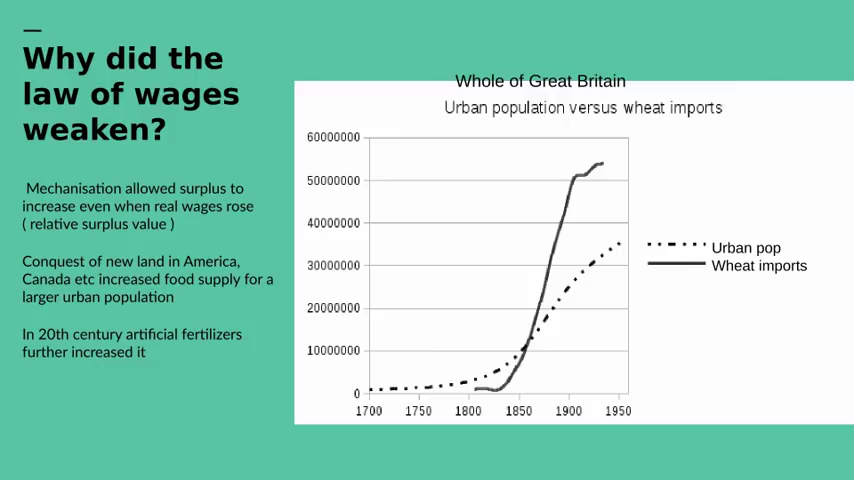 Why did the
law of wages
weaken?
Mechanisation allowed surplus to
increase even when real wages rose
( relative surplus value )
Conquest of new land in America,
Canada etc increased food supply for a
larger urban population
In 20th century artificial fertilizers
further increased it
Whole of Great Britain
Urban population versus wheat imports
60000000
50000000
40000000
30000000
20000000
10000000
0
1700 1750 1800 1850 1900 1950
Urban pop
Wheat imports